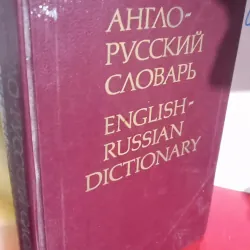 АНГЛО-
РУССКИЙ
СЛОВАРЬ
ENGLISH-
RUSSIAN
DICTIONARY